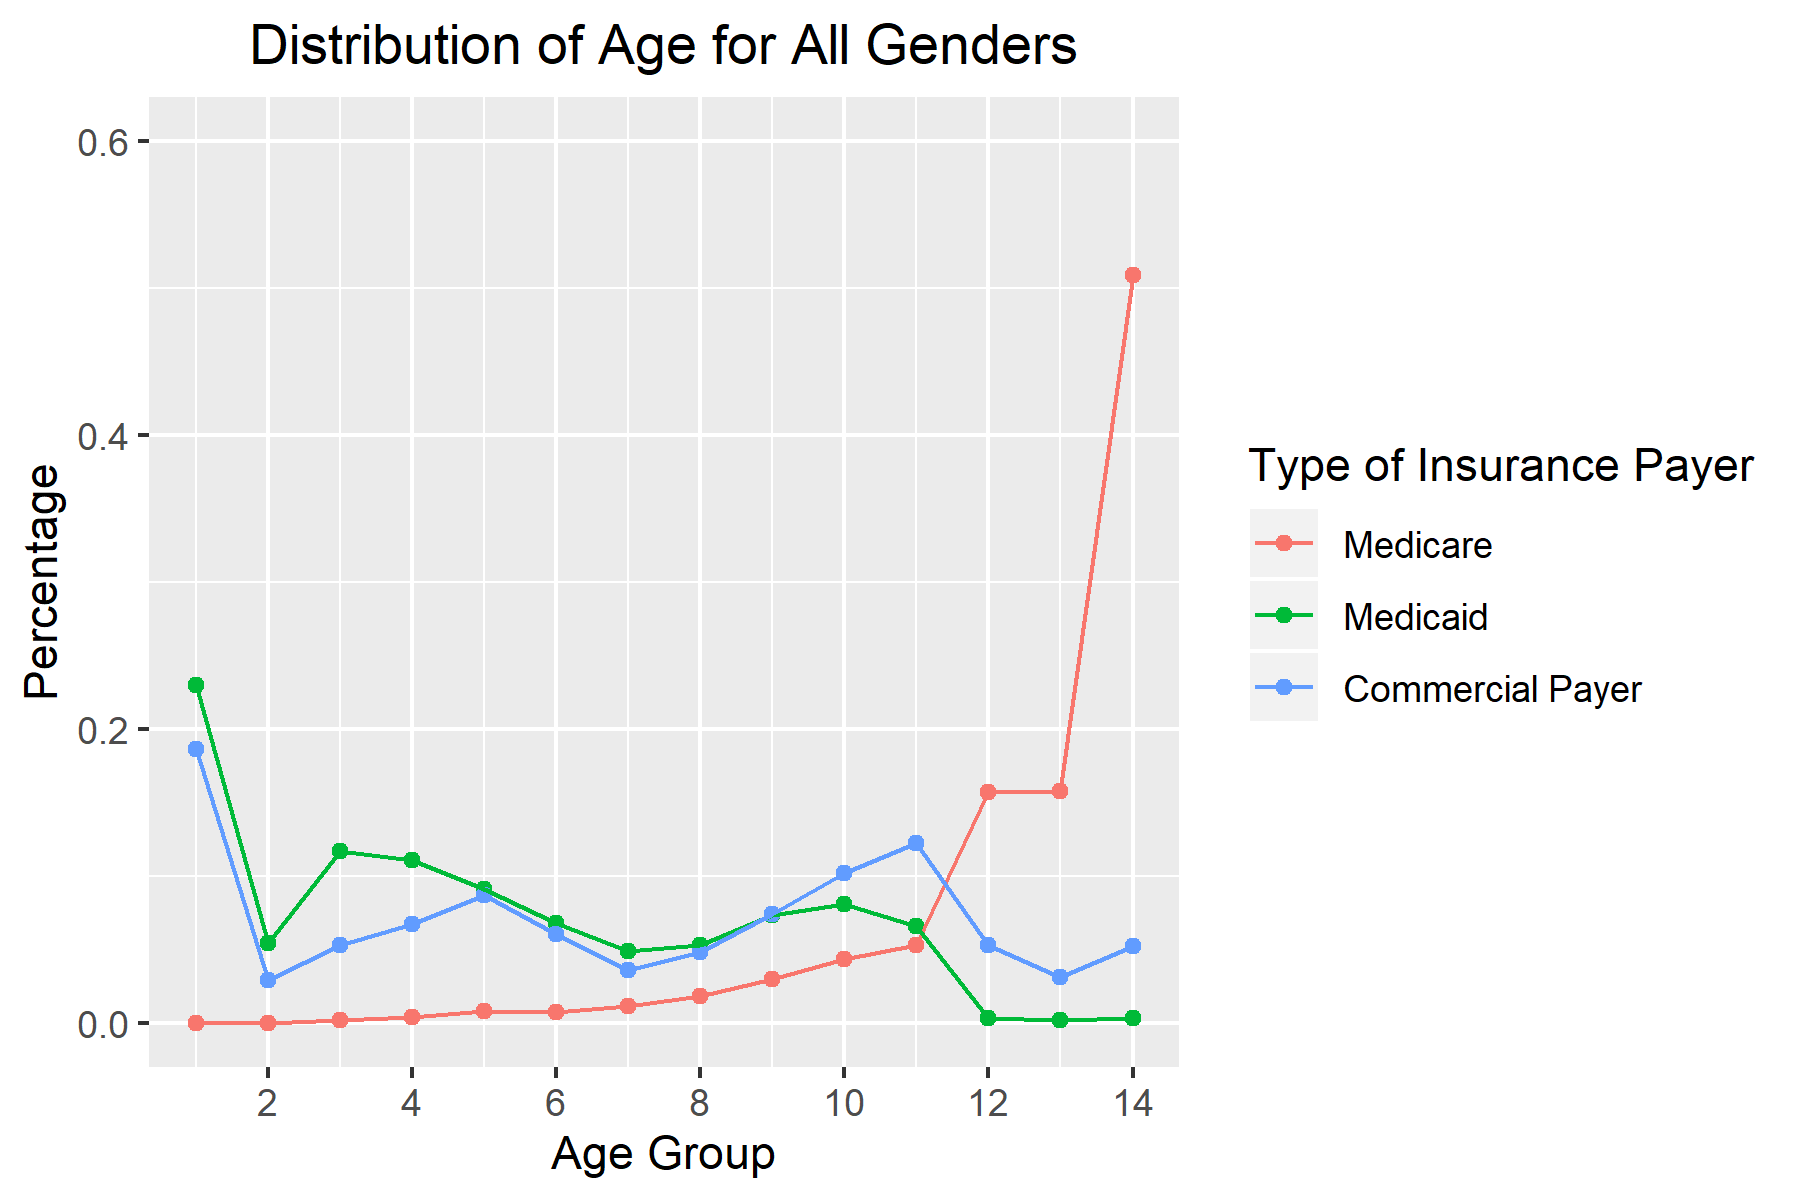 Distribution of Age for All Genders
0.6
0.4
0.2
0.0
Percentage
2 4 6 8 10 12 14
Age Group
Type of Insurance Payer
Medicare
Medicaid
Commercial Payer